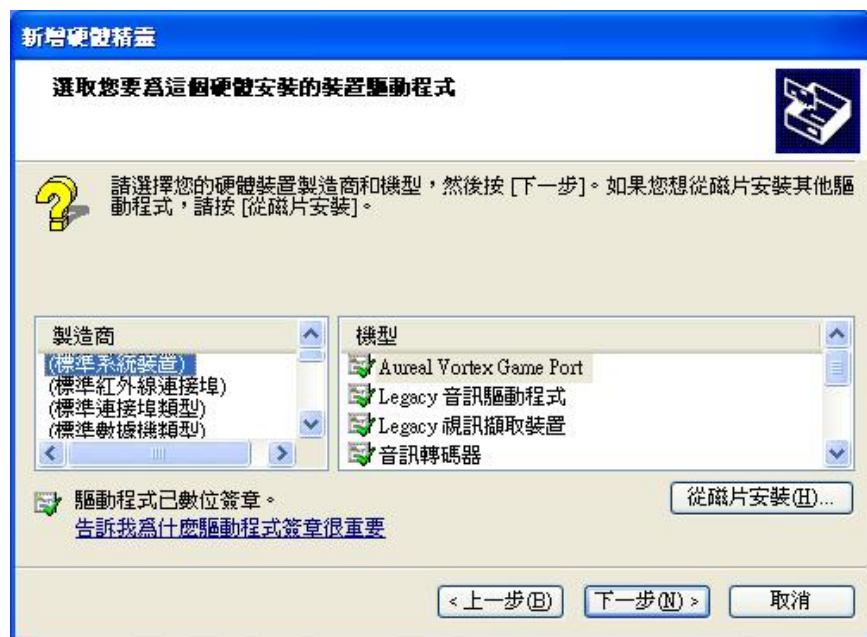 新增硬體精靈
選取您要為這個硬體安裝的裝置驅動程式
請選擇您的硬體裝置製造商和機型，然後按 [下一步]。如果您想從磁片安裝其他驅
動程式，請按 [從磁片安裝]。
製造商
(標準系統裝置)
(標準紅外線連接埠)
(標準連接埠類型)
(標準數據機類型)
機型
Aureal Vortex Game Port
Legacy 音訊驅動程式
Legacy 視訊擷取裝置
音訊轉碼器
驅動程式已數位簽章。
告訴我為什麼驅動程式簽章很重要
從磁片安裝(H)...
< 上一步(B)
下一步(N) >
取消